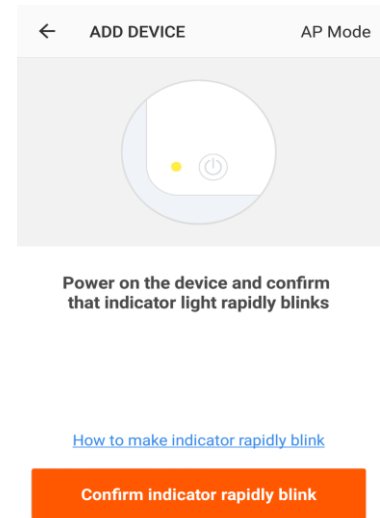 ADD DEVICE AP Mode
Power on the device and confirm
that indicator light rapidly blinks
How to make indicator rapidly blink
Confirm indicator rapidly blink